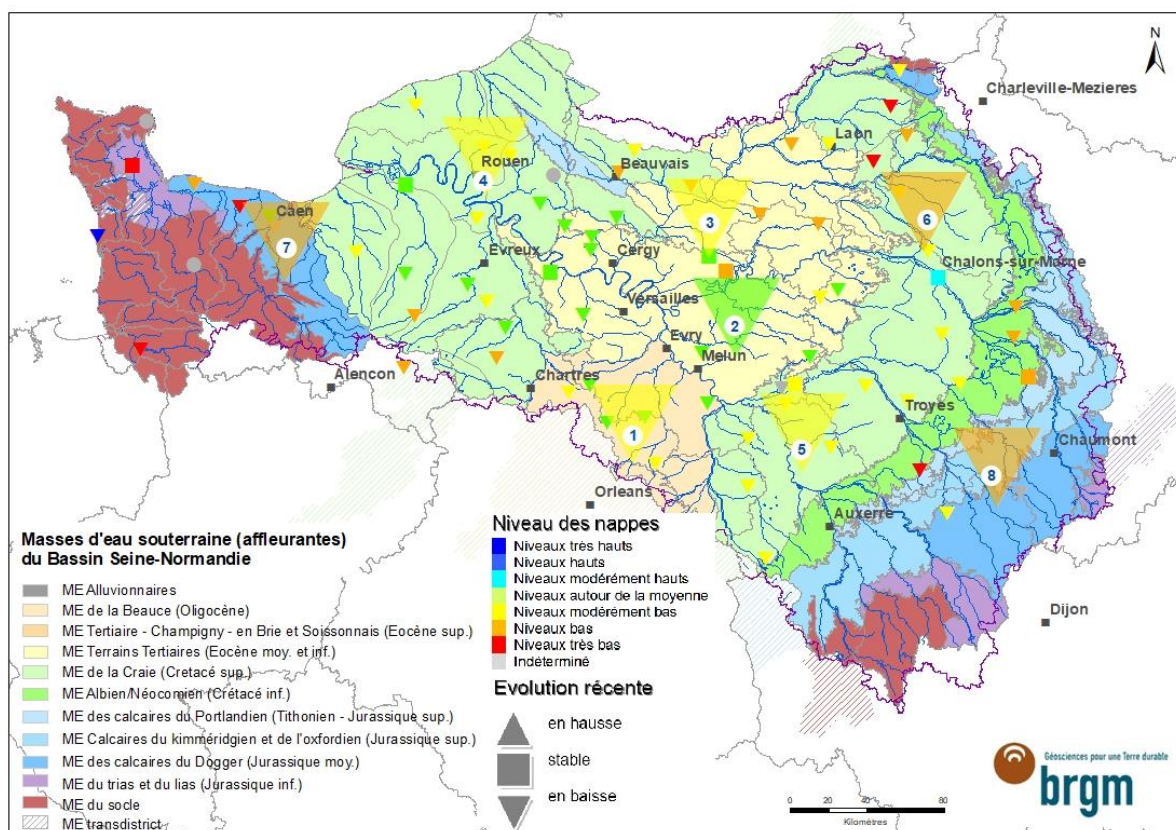 N
Charleville-Mezieres
Laon
Rouen
Beauvais
4
3
6
Caen
7
Evreux
Cergy
Chalons-sur-Marne
Versailles
2
Evry
Melun
Alencon
Chartres
Troyes
1
5
Chaumont
8
Orleans
Auxerre
Dijon
Masses d'eau souterraine (affleurantes)
du Bassin Seine-Normandie
ME Alluvionnaires
ME de la Beauce (Oligocène)
ME Tertiaire - Champigny - en Brie et Soissonnais (Eocène sup.)
ME Terrains Tertiaires (Eocène moy. et inf.)
ME de la Craie (Cretacé sup.)
ME Albien/Néocomien (Crétacé inf.)
ME des calcaires du Portlandien (Tithonien - Jurassique sup.)
ME Calcaires du kimméridgien et de l'oxfordien (Jurassique sup.)
ME des calcaires du Dogger (Jurassique moy.)
ME du trias et du lias (Jurassique inf.)
ME du socle
ME transdistrict
Niveau des nappes
Niveaux très hauts
Niveaux hauts
Niveaux modérément hauts
Niveaux autour de la moyenne
Niveaux modérément bas
Niveaux bas
Niveaux très bas
Indéterminé
Evolution récente
en hausse
stable
en baisse
0 20 40 60 80
Kilomètres
Géosciences pour une Terre durable
brgm